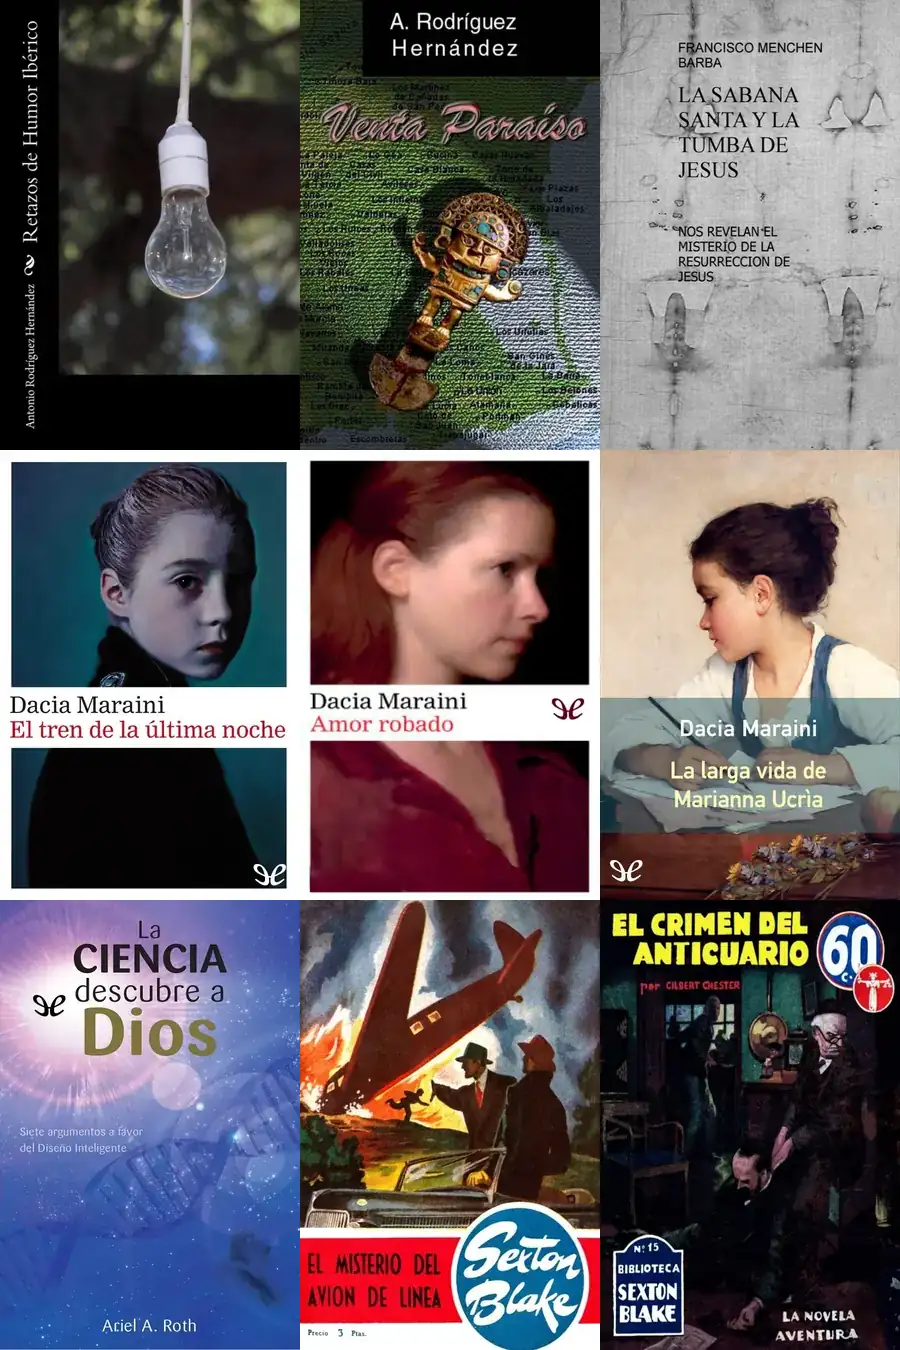 Antonio Rodríguez Hernández Retazos de Humor Ibérico
A. Rodríguez
Hernández
Venta Paraíso
FRANCISCO MENCHEN
BARBA
LA SABANA
SANTA Y LA
TUMBA DE
JESUS
NOS REVELAN EL
MISTERIO DE LA
RESURRECCION DE
JESUS
Dacia Maraini
El tren de la última noche
Dacia Maraini
Amor robado
Dacia Maraini
La larga vida de
Marianna Ucrìa
La
CIENCIA
descubre a
Dios
Siete argumentos a favor
del Diseño Inteligente
Ariel A. Roth
EL MISTERIO DEL
AVION DE LINEA
Sexton
Blake
Precio 3 Ptas.
EL CRIMEN DEL
ANTICUARIO
60
C.
por GILBERT CHESTER
Nº 15
BIBLIOTECA
SEXTON
BLAKE
LA NOVELA
AVENTURA